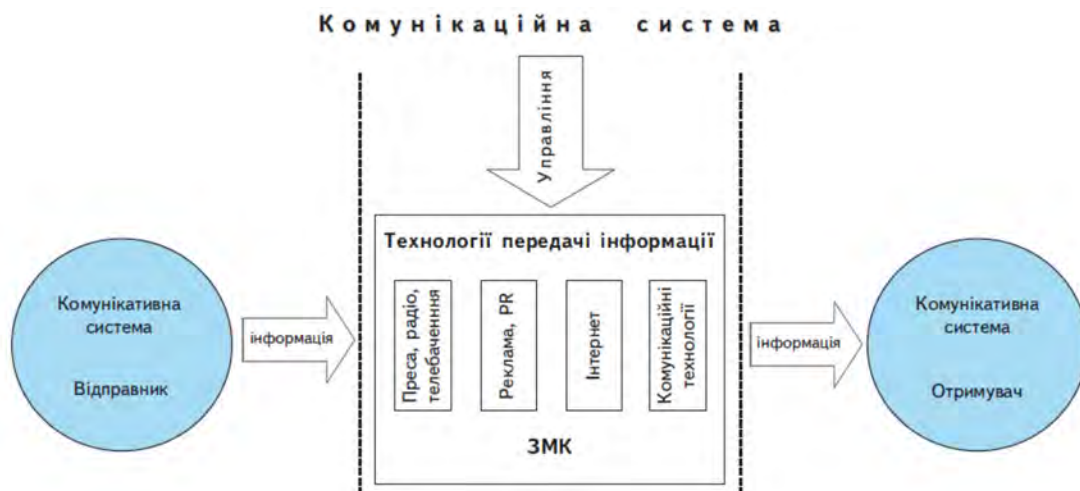 Комунікаційна система
Управління
Технології передачі інформації
Комунікативна
система
Відправник
інформація
Преса, радіо,
телебачення
Реклама, PR
Інтернет
Комунікаційні
технології
ЗМК
інформація
Комунікативна
система
Отримувач